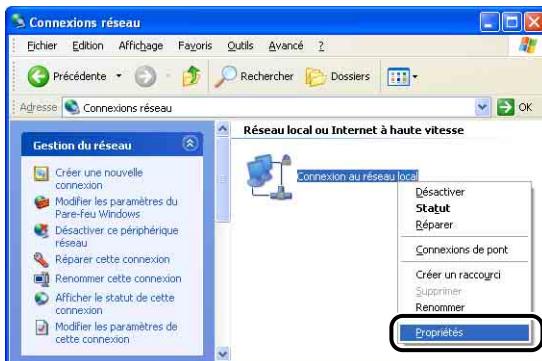 Connexions réseau
Fichier Edition Affichage Favoris Outils Avancé ?
Précédente Rechercher Dossiers
Adresse Connexions réseau OK
Gestion du réseau
Créer une nouvelle
connexion
Modifier les paramètres du
Pare-feu Windows
Désactiver ce périphérique
réseau
Réparer cette connexion
Renommer cette connexion
Afficher le statut de cette
connexion
Modifier les paramètres de
cette connexion
Réseau local ou Internet à haute vitesse
Connexion au réseau local
Désactiver
Statut
Réparer
Connexions de pont
Créer un raccourci
Supprimer
Renommer
Propriétés